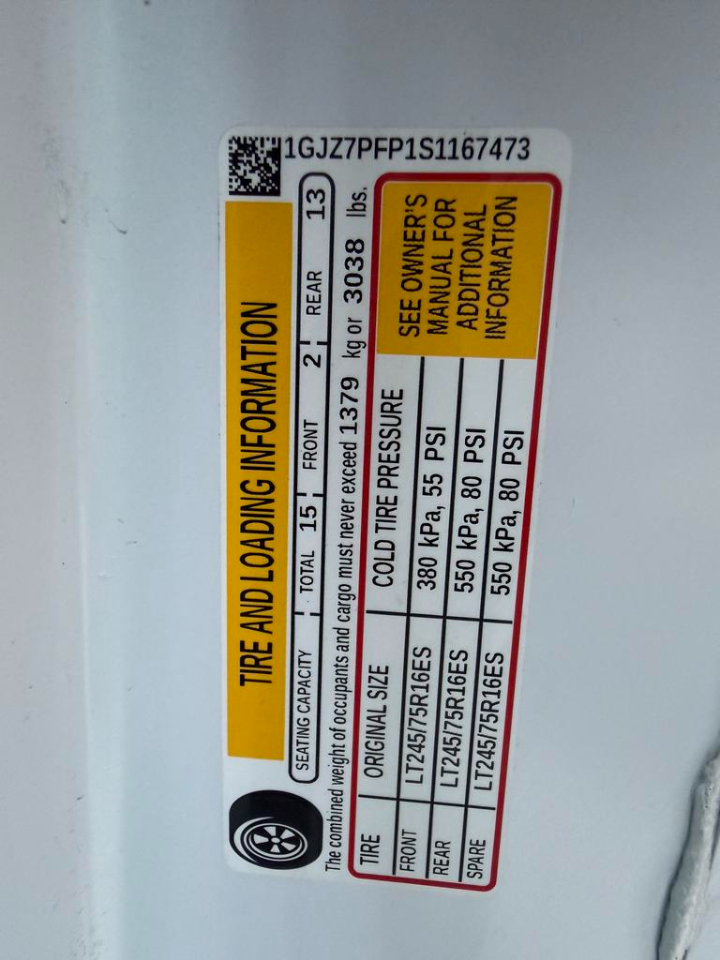 1GJZ7PFP1S1167473
TIRE AND LOADING INFORMATION
SEATING CAPACITY TOTAL 15 FRONT 2 REAR 13
The combined weight of occupants and cargo must never exceed 1379 kg or 3038 lbs.
TIRE ORIGINAL SIZE COLD TIRE PRESSURE
FRONT LT245/75R16ES 380 kPa, 55 PSI
REAR LT245/75R16ES 550 kPa, 80 PSI
SPARE LT245/75R16ES 550 kPa, 80 PSI
SEE OWNER'S
MANUAL FOR
ADDITIONAL
INFORMATION